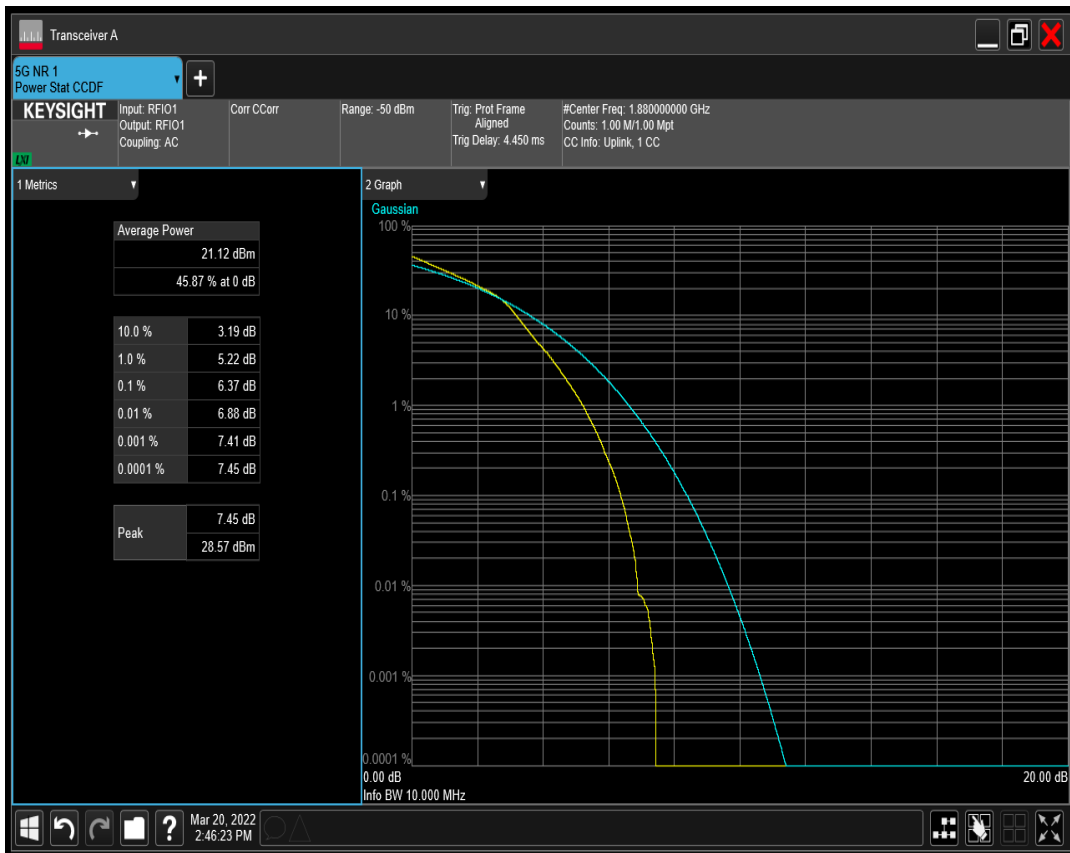 Transceiver A
5G NR 1
Power Stat CCDF
KEYSIGHT
LXI
Input: RFIO1
Output: RFIO1
Coupling: AC
Corr CCorr
Range: -50 dBm
Trig: Prot Frame
Aligned
Trig Delay: 4.450 ms
#Center Freq: 1.880000000 GHz
Counts: 1.00 M/1.00 Mpt
CC Info: Uplink, 1 CC
1 Metrics
Average Power
21.12 dBm
45.87 % at 0 dB
10.0 % 3.19 dB
1.0 % 5.22 dB
0.1 % 6.37 dB
0.01 % 6.88 dB
0.001 % 7.41 dB
0.0001 % 7.45 dB
Peak
7.45 dB
28.57 dBm
2 Graph
Gaussian
100 %
10 %
1 %
0.1 %
0.01 %
0.001 %
0.0001 %
0.00 dB 20.00 dB
Info BW 10.000 MHz
?
Mar 20, 2022
2:46:23 PM